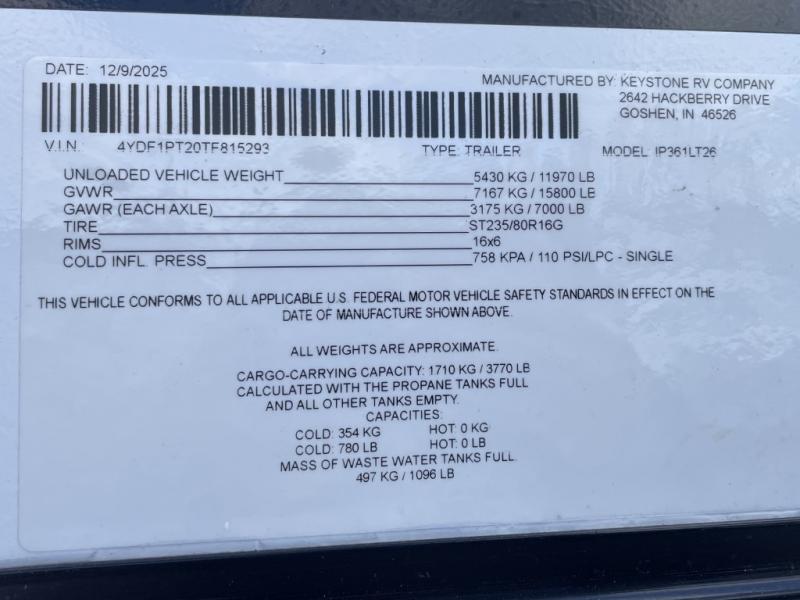 DATE: 12/9/2025
MANUFACTURED BY: KEYSTONE RV COMPANY
2642 HACKBERRY DRIVE
GOSHEN, IN 46526
V.I.N. 4YDF1PT20TF815293 TYPE: TRAILER MODEL: IP361LT26
UNLOADED VEHICLE WEIGHT 5430 KG / 11970 LB
GVWR 7167 KG / 15800 LB
GAWR (EACH AXLE) 3175 KG / 7000 LB
TIRE ST235/80R16G
RIMS 16x6
COLD INFL. PRESS 758 KPA / 110 PSI/LPC - SINGLE
THIS VEHICLE CONFORMS TO ALL APPLICABLE U.S. FEDERAL MOTOR VEHICLE SAFETY STANDARDS IN EFFECT ON THE
DATE OF MANUFACTURE SHOWN ABOVE.
ALL WEIGHTS ARE APPROXIMATE.
CARGO-CARRYING CAPACITY: 1710 KG / 3770 LB
CALCULATED WITH THE PROPANE TANKS FULL
AND ALL OTHER TANKS EMPTY.
CAPACITIES:
COLD: 354 KG HOT: 0 KG
COLD: 780 LB HOT: 0 LB
MASS OF WASTE WATER TANKS FULL
497 KG / 1096 LB